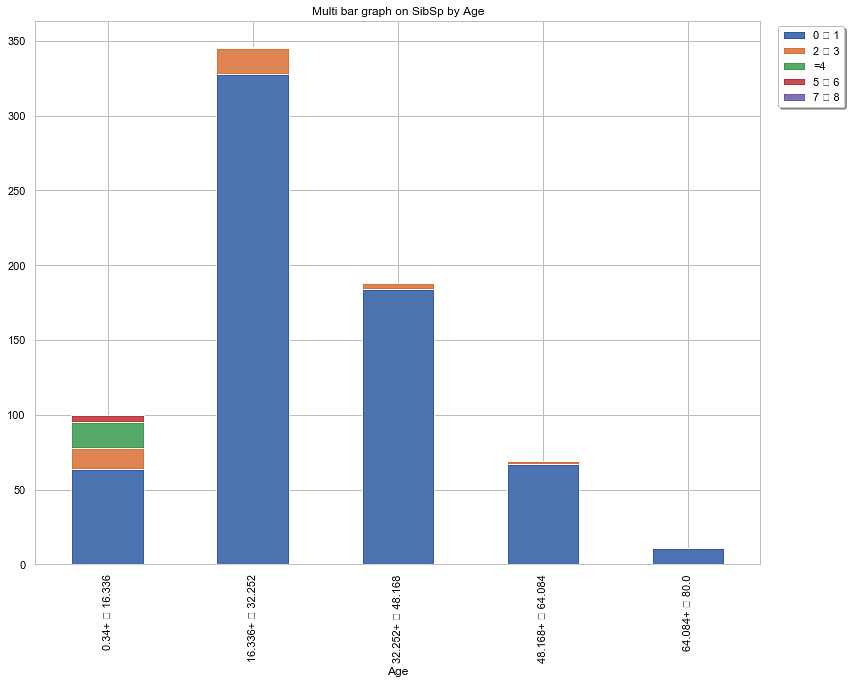 Multi bar graph on SibSp by Age
0 □ 1
2 □ 3
=4
5 □ 6
7 □ 8
350
300
250
200
150
100
50
0
0.34+ □ 16.336
16.336+ □ 32.252
32.252+ □ 48.168
48.168+ □ 64.084
64.084+ □ 80.0
Age